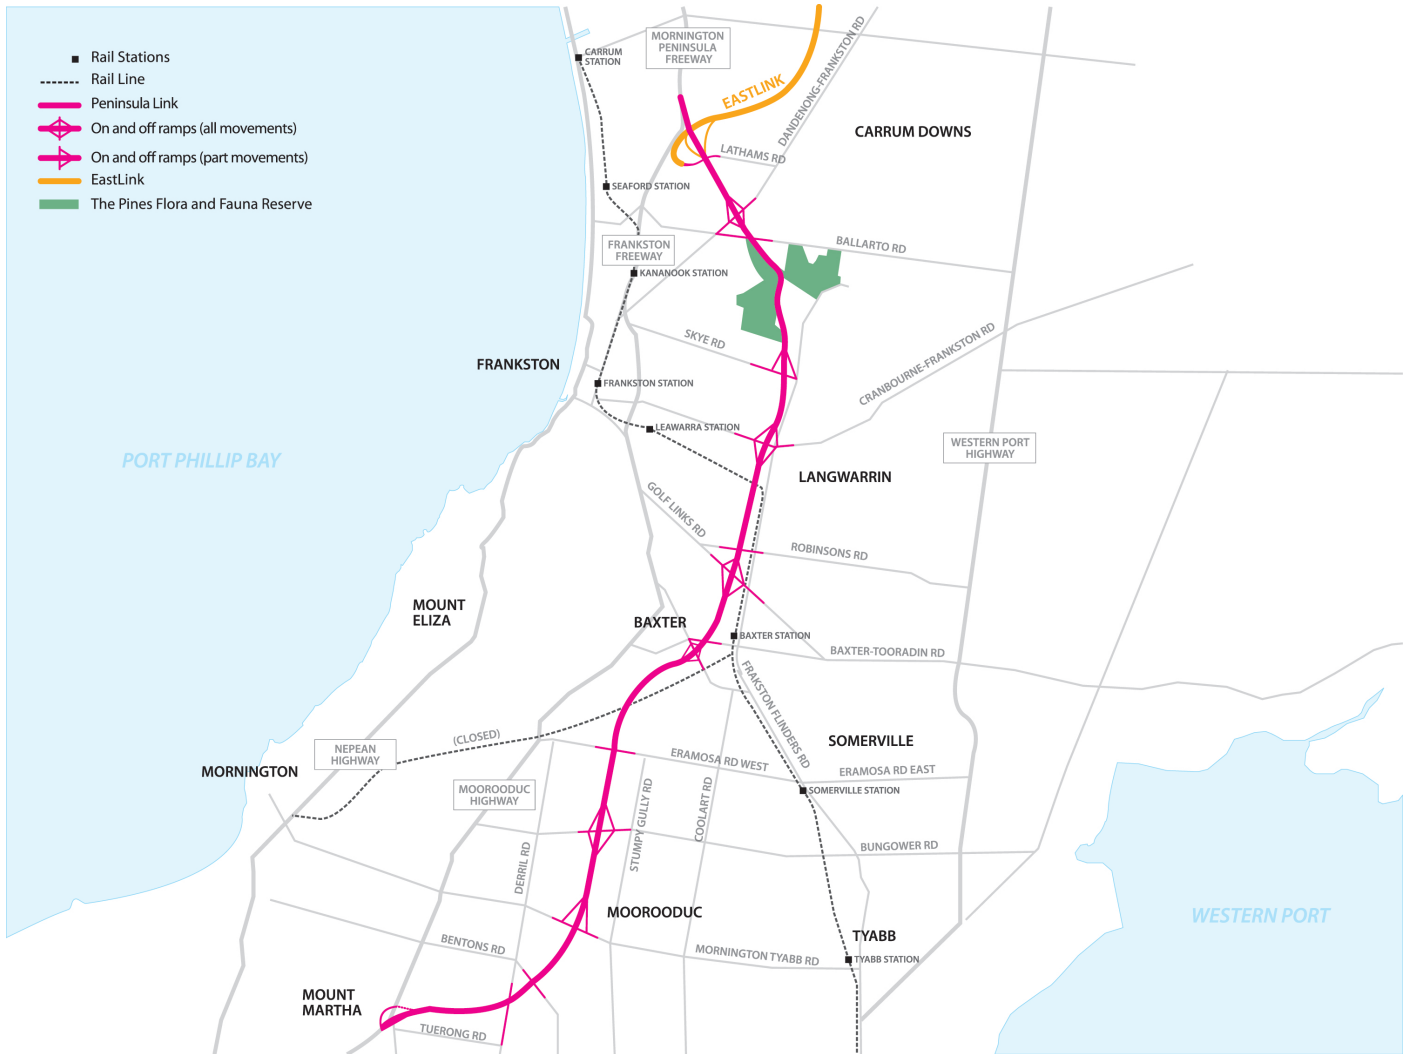 Rail Stations
Rail Line
Peninsula Link
On and off ramps (all movements)
On and off ramps (part movements)
EastLink
The Pines Flora and Fauna Reserve
CARRUM
STATION
MORNINGTON
PENINSULA
FREEWAY
EASTLINK
DANDENONG-FRANKSTON RD
CARRUM DOWNS
LATHAMS RD
SEAFORD STATION
FRANKSTON
FREEWAY
BALLARTO RD
KANANOOK STATION
SKYE RD
CRANBOURNE-FRANKSTON RD
FRANKSTON
FRANKSTON STATION
LEAWARRA STATION
WESTERN PORT
HIGHWAY
PORT PHILLIP BAY
LANGWARRIN
GOLF LINKS RD
ROBINSONS RD
MOUNT
ELIZA
BAXTER
BAXTER STATION
BAXTER-TOORADIN RD
FRAKSTON FLINDERS RD
(CLOSED)
NEPEAN
HIGHWAY
SOMERVILLE
MORNINGTON
ERAMOSA RD WEST
ERAMOSA RD EAST
MOOROODUC
HIGHWAY
SOMERVILLE STATION
STUMPY GULLY RD
COOLART RD
DERRIL RD
BUNGOWER RD
MOOROODUC
WESTERN PORT
BENTONS RD
MORNINGTON TYABB RD
TYABB
TYABB STATION
MOUNT
MARTHA
TUERONG RD